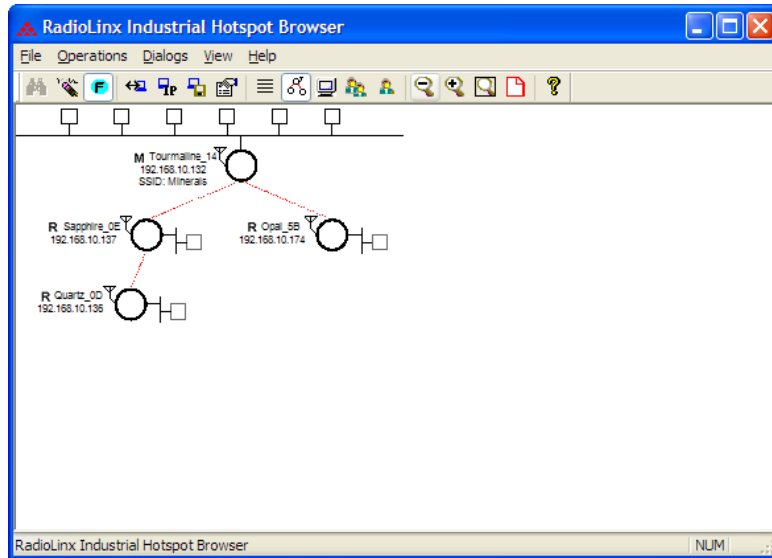 RadioLinx Industrial Hotspot Browser
File Operations Dialogs View Help
F IP ?
M Tourmaline_14
192.168.10.132
SSID: Minerals
R Sapphire_0E
192.168.10.137
R Opal_5B
192.168.10.174
R Quartz_0D
192.168.10.136
RadioLinx Industrial Hotspot Browser
NUM